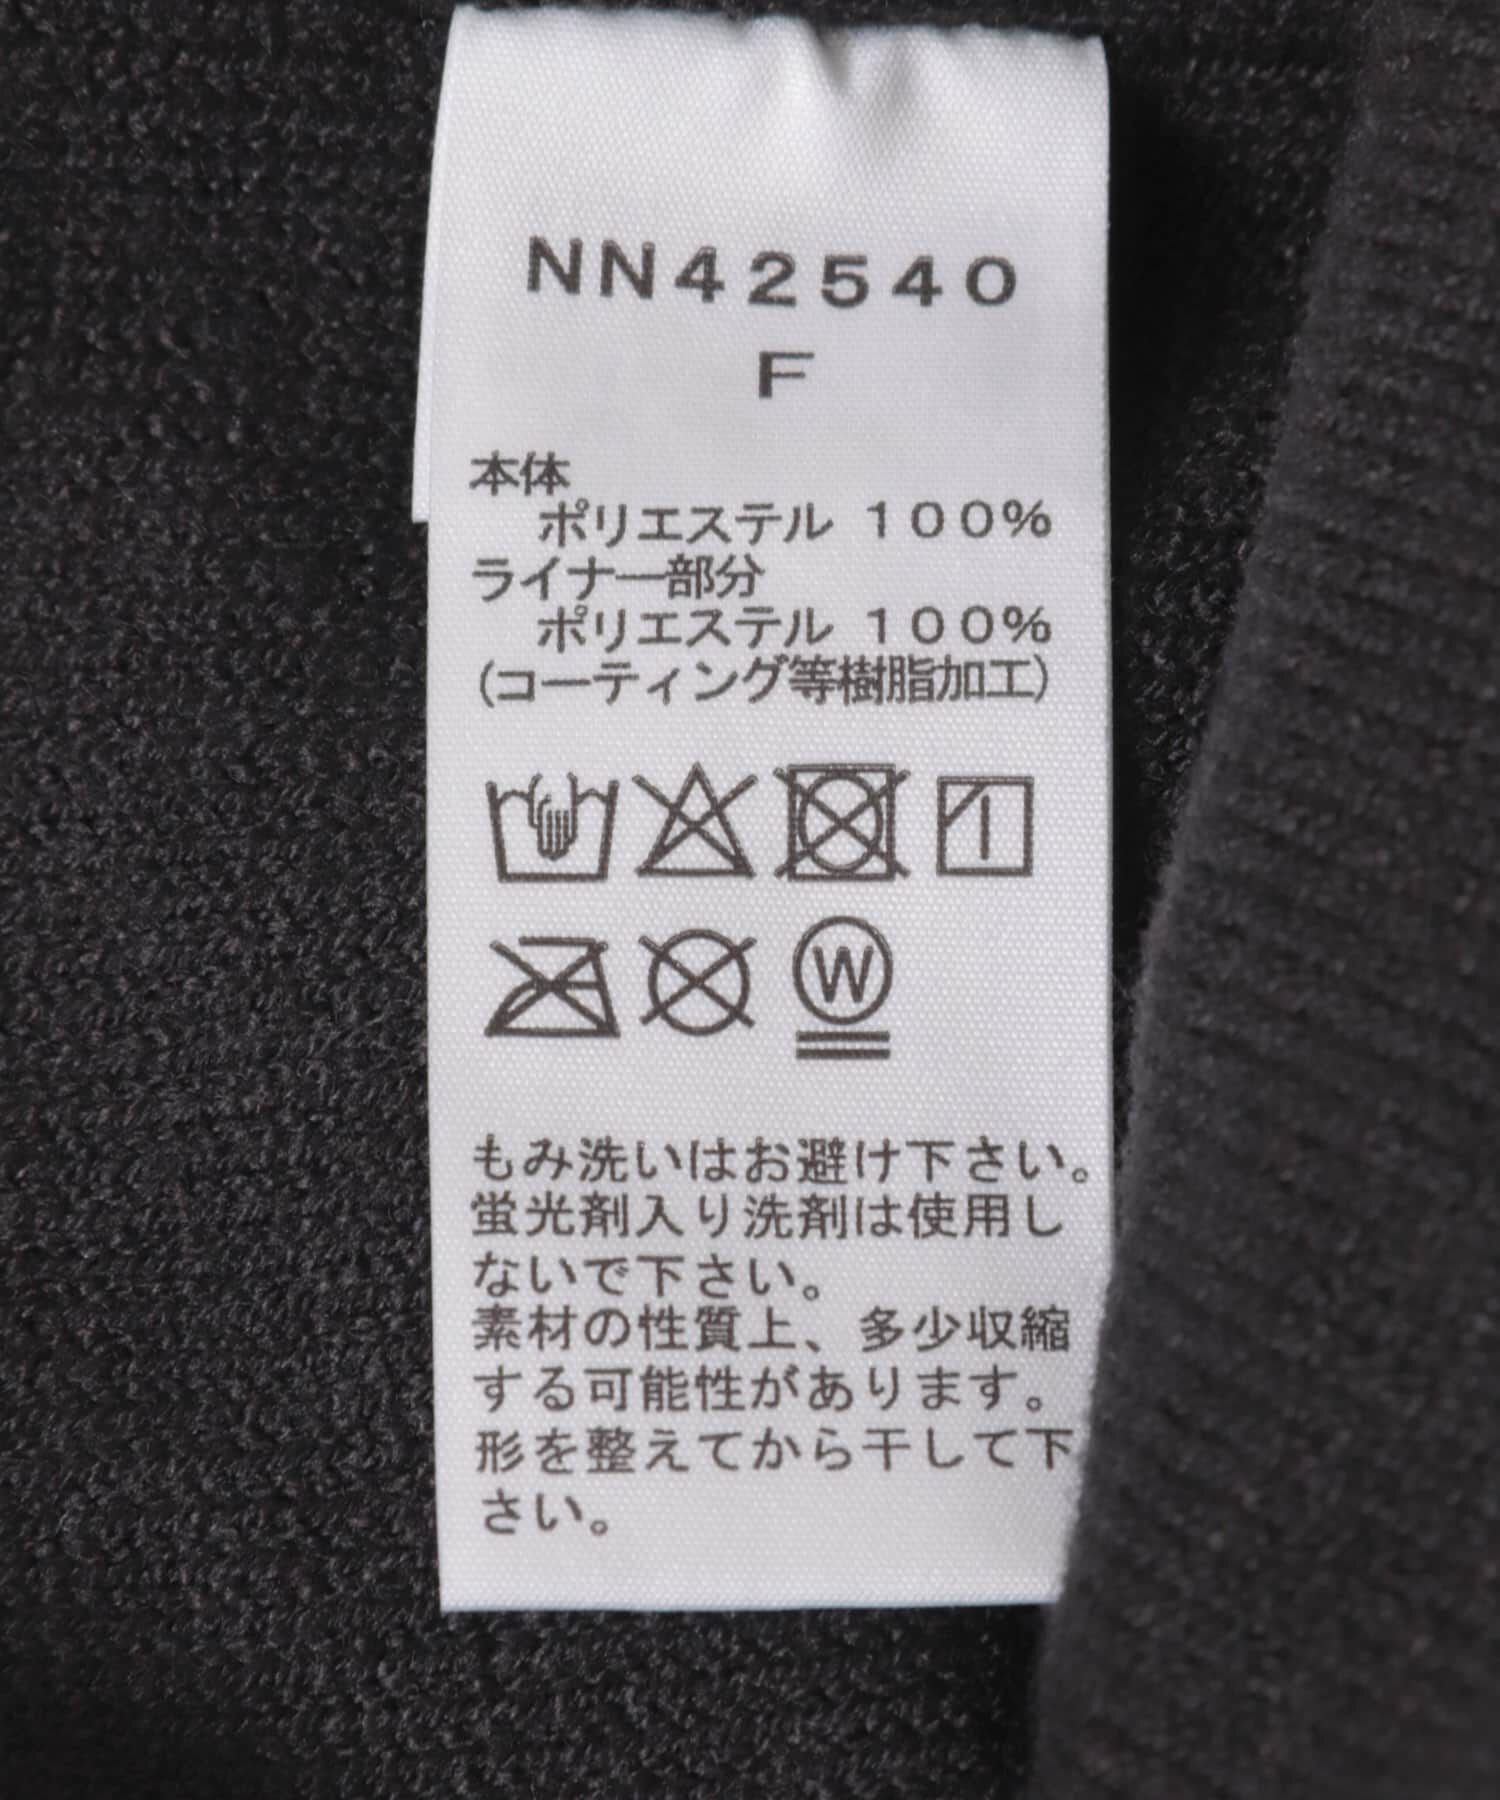 NN42540
F
本体
ポリエステル 100%
ライナー部分
ポリエステル 100%
(コーティング等樹脂加工)
W
もみ洗いはお避け下さい。
蛍光剤入り洗剤は使用し
ないで下さい。
素材の性質上、多少収縮
する可能性があります。
形を整えてから干して下
さい。